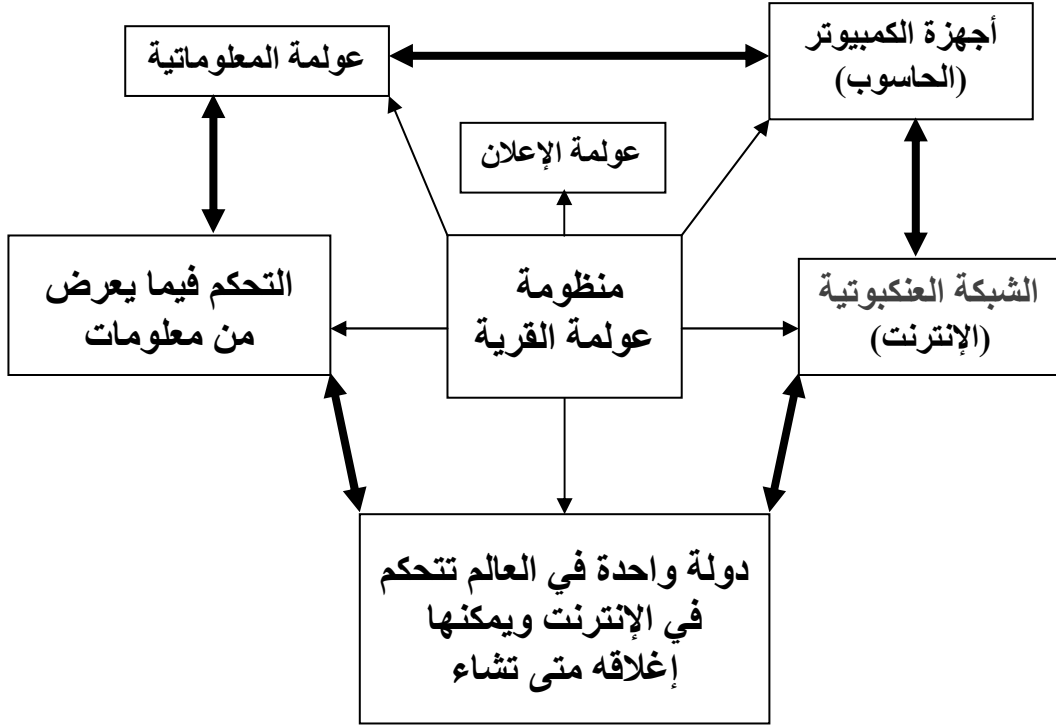 أجهزة الكمبيوتر
(الحاسوب)
عولمة المعلوماتية
عولمة الإعلان
منظومة
عولمة القرية
الشبكة العنكبوتية
(الإنترنت)
التحكم فيما يعرض
من معلومات
دولة واحدة في العالم تتحكم
في الإنترنت ويمكنها
إغلاقه متى تشاء